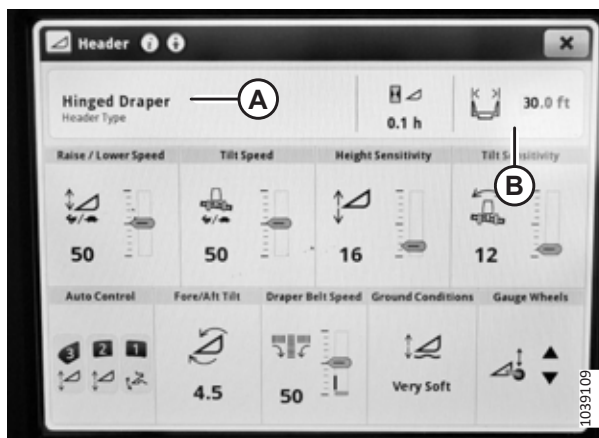 Header
Hinged Draper
Header Type
A
0.1 h
30.0 ft
B
Raise / Lower Speed
Tilt Speed
Height Sensitivity
Tilt Sensitivity
50
50
16
12
Auto Control
Fore/Aft Tilt
Draper Belt Speed
Ground Conditions
Gauge Wheels
3
2
1
4.5
50
Very Soft
1039109